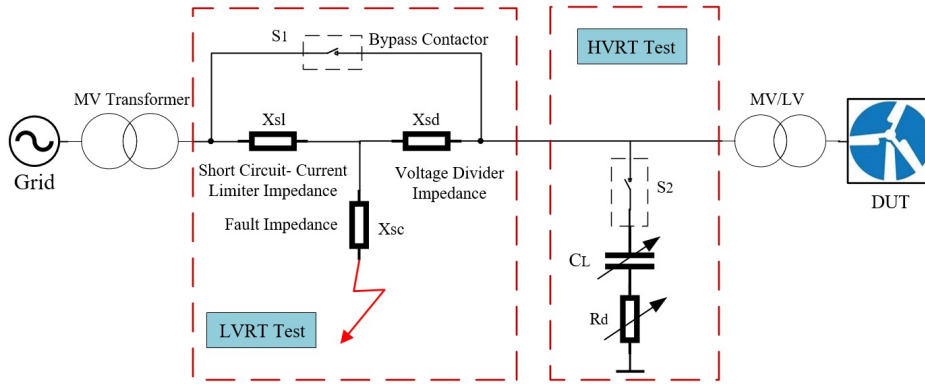 S1
Bypass Contactor
HVRT Test
MV Transformer
MV/LV
Xsl
Xsd
Grid
Short Circuit- Current
Limiter Impedance
Voltage Divider
Impedance
S2
DUT
Fault Impedance
Xsc
CL
Rd
LVRT Test